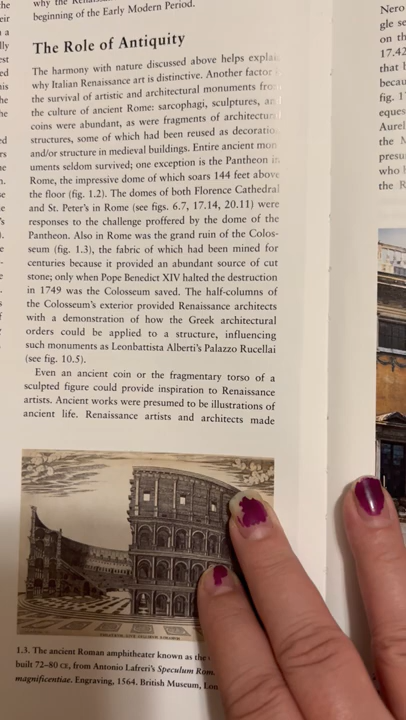 why the Ren
beginning of the Early Modern Period.
The Role of Antiquity
The harmony with nature discussed above helps explai
why Italian Renaissance art is distinctive. Another factor
the survival of artistic and architectural monuments fro
the culture of ancient Rome: sarcophagi, sculptures, an
coins were abundant, as were fragments of architectur
structures, some of which had been reused as decoratio
and/or structure in medieval buildings. Entire ancient mon
uments seldom survived; one exception is the Pantheon in
Rome, the impressive dome of which soars 144 feet above
the floor (fig. 1.2). The domes of both Florence Cathedral
and St. Peter's in Rome (see figs. 6.7, 17.14, 20.11) were
responses to the challenge proffered by the dome of the
Pantheon. Also in Rome was the grand ruin of the Colos-
seum (fig. 1.3), the fabric of which had been mined for
centuries because it provided an abundant source of cut
stone; only when Pope Benedict XIV halted the destruction
in 1749 was the Colosseum saved. The half-columns of
the Colosseum's exterior provided Renaissance architects
with a demonstration of how the Greek architectural
orders could be applied to a structure, influencing
such monuments as Leonbattista Alberti's Palazzo Rucellai
(see fig. 10.5).
Even an ancient coin or the fragmentary torso of a
sculpted figure could provide inspiration to Renaissance
artists. Ancient works were presumed to be illustrations of
ancient life. Renaissance artists and architects made
1.3. The ancient Roman amphitheater known as the
built 72–80 CE, from Antonio Lafreri's Speculum Rom
magnificentiae. Engraving, 1564. British Museum, Lon
Nero
gle se
on th
17.42
that b
becau
fig. 1
eques
Aurel
the M
presu
who h
the R